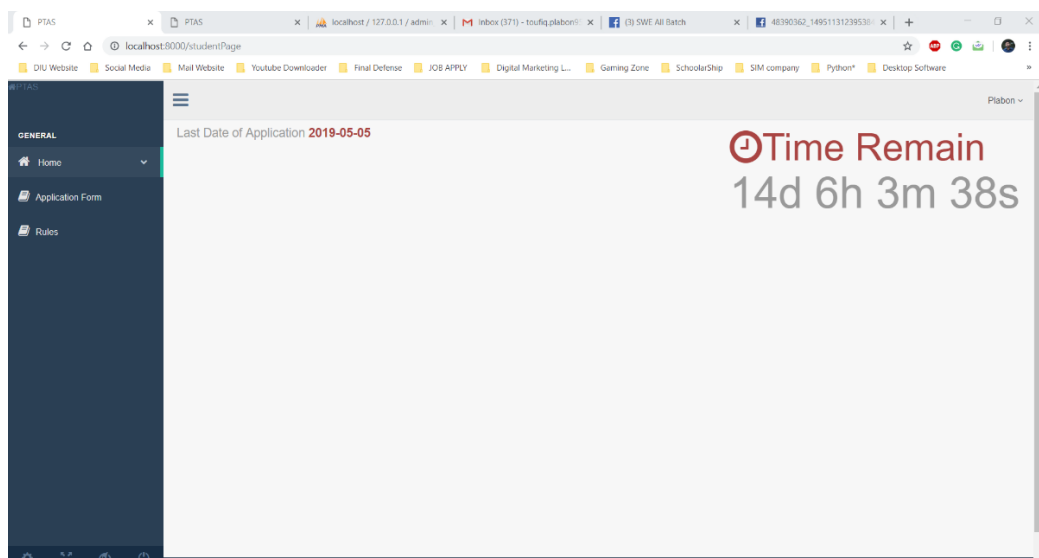 PTAS
PTAS
localhost / 127.0.0.1 / admin
Inbox (371) - toufiq.plabon9
(3) SWE All Batch
localhost:8000/studentPage
DIU Website
Social Media
Mail Website
Youtube Downloader
Final Defense
JOB APPLY
Digital Marketing L...
Gaming Zone
SchoolarShip
SIM company
Python*
Desktop Software
»
PTAS
Plabon
GENERAL
Home
Application Form
Rules
Last Date of Application 2019-05-05
Time Remain
14d 6h 3m 38s